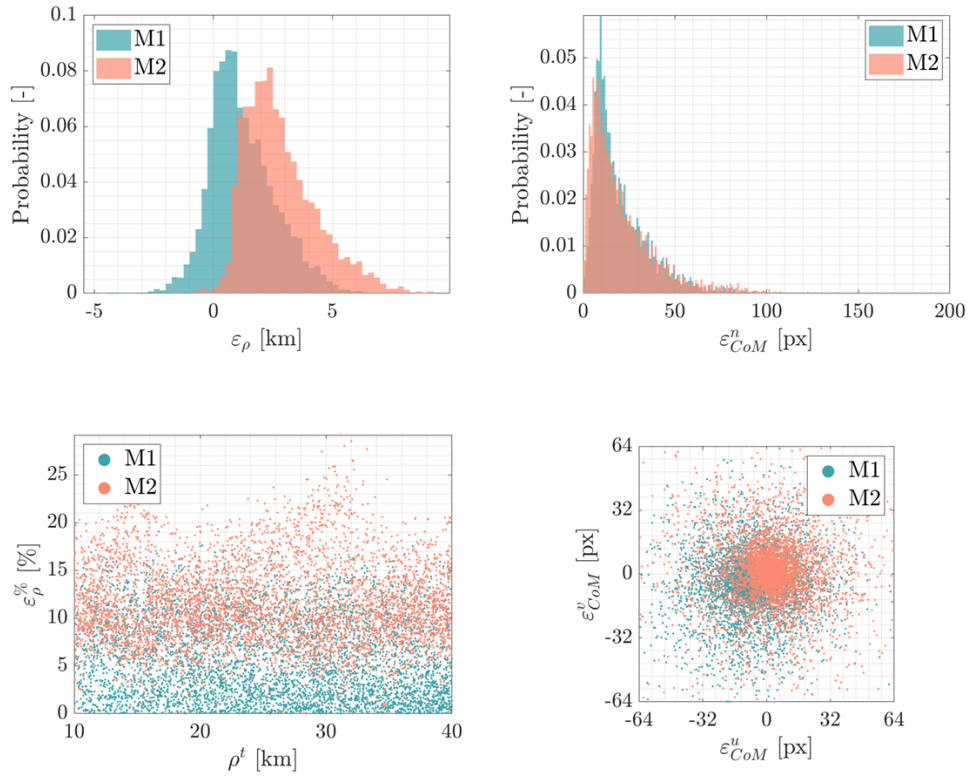 0.1
0.08
0.06
0.04
0.02
0
-5
0
5
Probability [-]
ε_ρ [km]
M1
M2
0.05
0.04
0.03
0.02
0.01
0
0
50
100
150
200
Probability [-]
ε^n_CoM [px]
M1
M2
25
20
15
10
5
0
10
20
30
40
ε^%_ρ [%]
ρ^t [km]
M1
M2
64
32
0
-32
-64
-64
-32
0
32
64
ε^v_CoM [px]
ε^u_CoM [px]
M1
M2